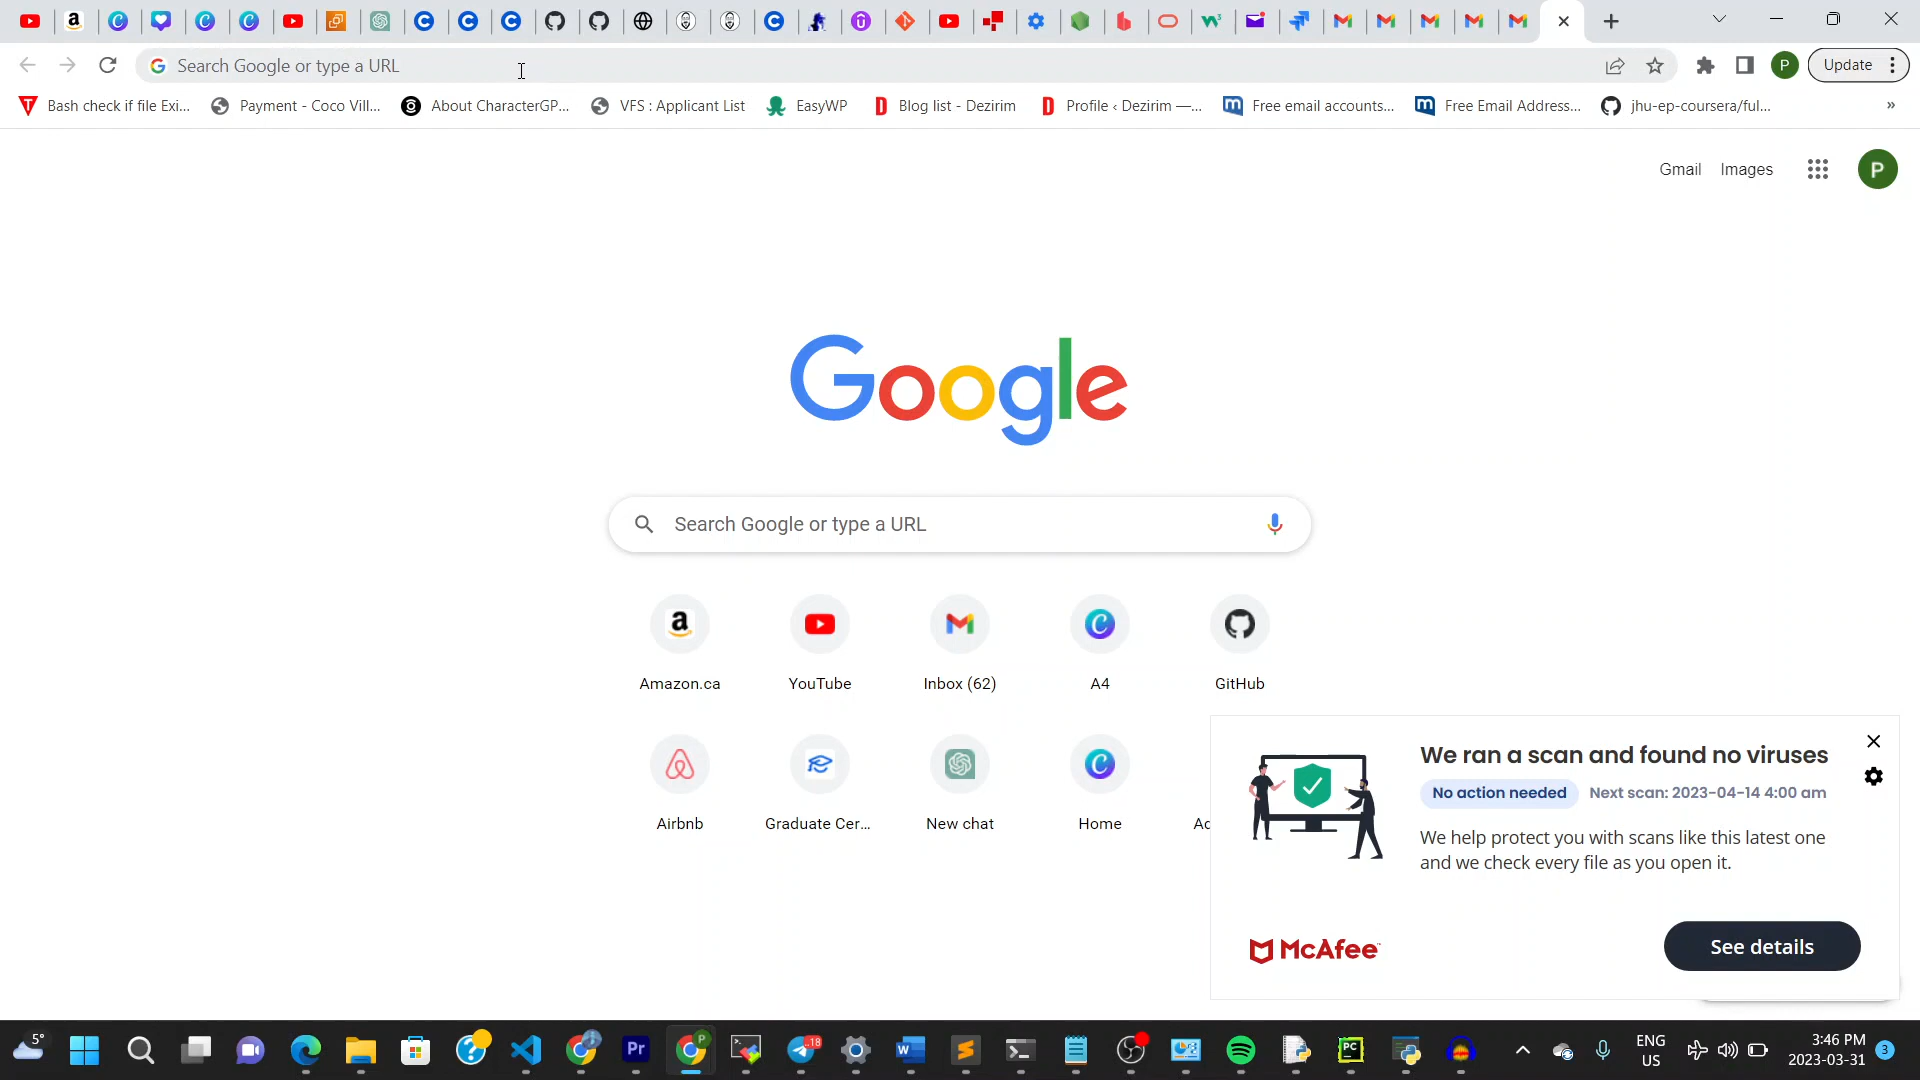 Search Google or type a URL
Update
Bash check if file Exi...
Payment - Coco Vill...
About CharacterGP...
VFS : Applicant List
EasyWP
Blog list - Dezirim
Profile ‹ Dezirim —...
Free email accounts...
Free Email Address...
jhu-ep-coursera/ful...
»
Gmail
Images
P
Google
Search Google or type a URL
Amazon.ca
YouTube
Inbox (62)
A4
GitHub
Airbnb
Graduate Cer...
New chat
Home
Ac
We ran a scan and found no viruses
No action needed
Next scan: 2023-04-14 4:00 am
We help protect you with scans like this latest one
and we check every file as you open it.
McAfee
See details
5°
ENG
US
3:46 PM
2023-03-31
3